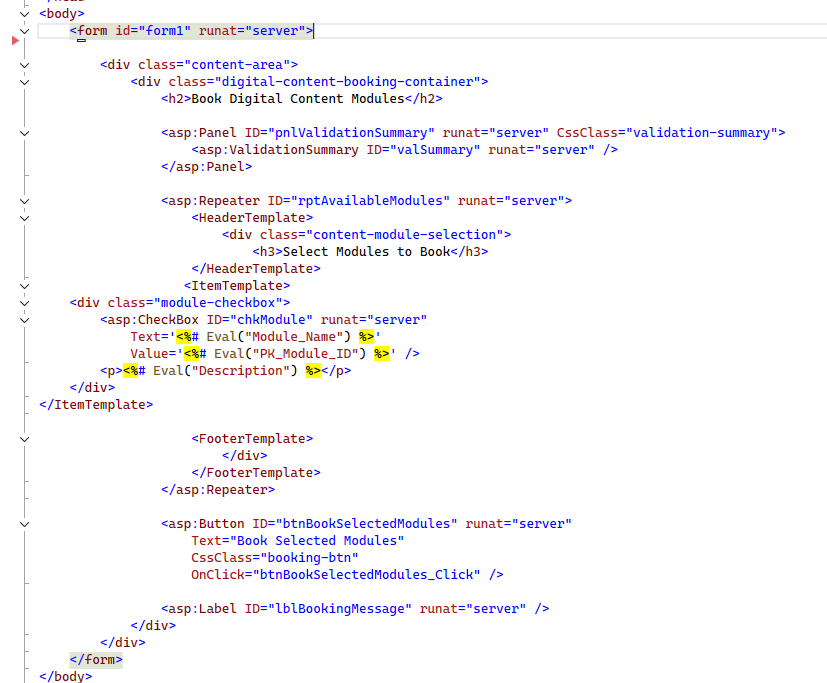 <body>
<form id="form1" runat="server">
<div class="content-area">
<div class="digital-content-booking-container">
<h2>Book Digital Content Modules</h2>
<asp:Panel ID="pnlValidationSummary" runat="server" CssClass="validation-summary">
<asp:ValidationSummary ID="valSummary" runat="server" />
</asp:Panel>
<asp:Repeater ID="rptAvailableModules" runat="server">
<HeaderTemplate>
<div class="content-module-selection">
<h3>Select Modules to Book</h3>
</HeaderTemplate>
<ItemTemplate>
<div class="module-checkbox">
<asp:CheckBox ID="chkModule" runat="server"
Text='<%# Eval("Module_Name") %>'
Value='<%# Eval("PK_Module_ID") %>' />
<p><%# Eval("Description") %></p>
</div>
</ItemTemplate>
<FooterTemplate>
</div>
</FooterTemplate>
</asp:Repeater>
<asp:Button ID="btnBookSelectedModules" runat="server"
Text="Book Selected Modules"
CssClass="booking-btn"
OnClick="btnBookSelectedModules_Click" />
<asp:Label ID="lblBookingMessage" runat="server" />
</div>
</div>
</form>
</body>